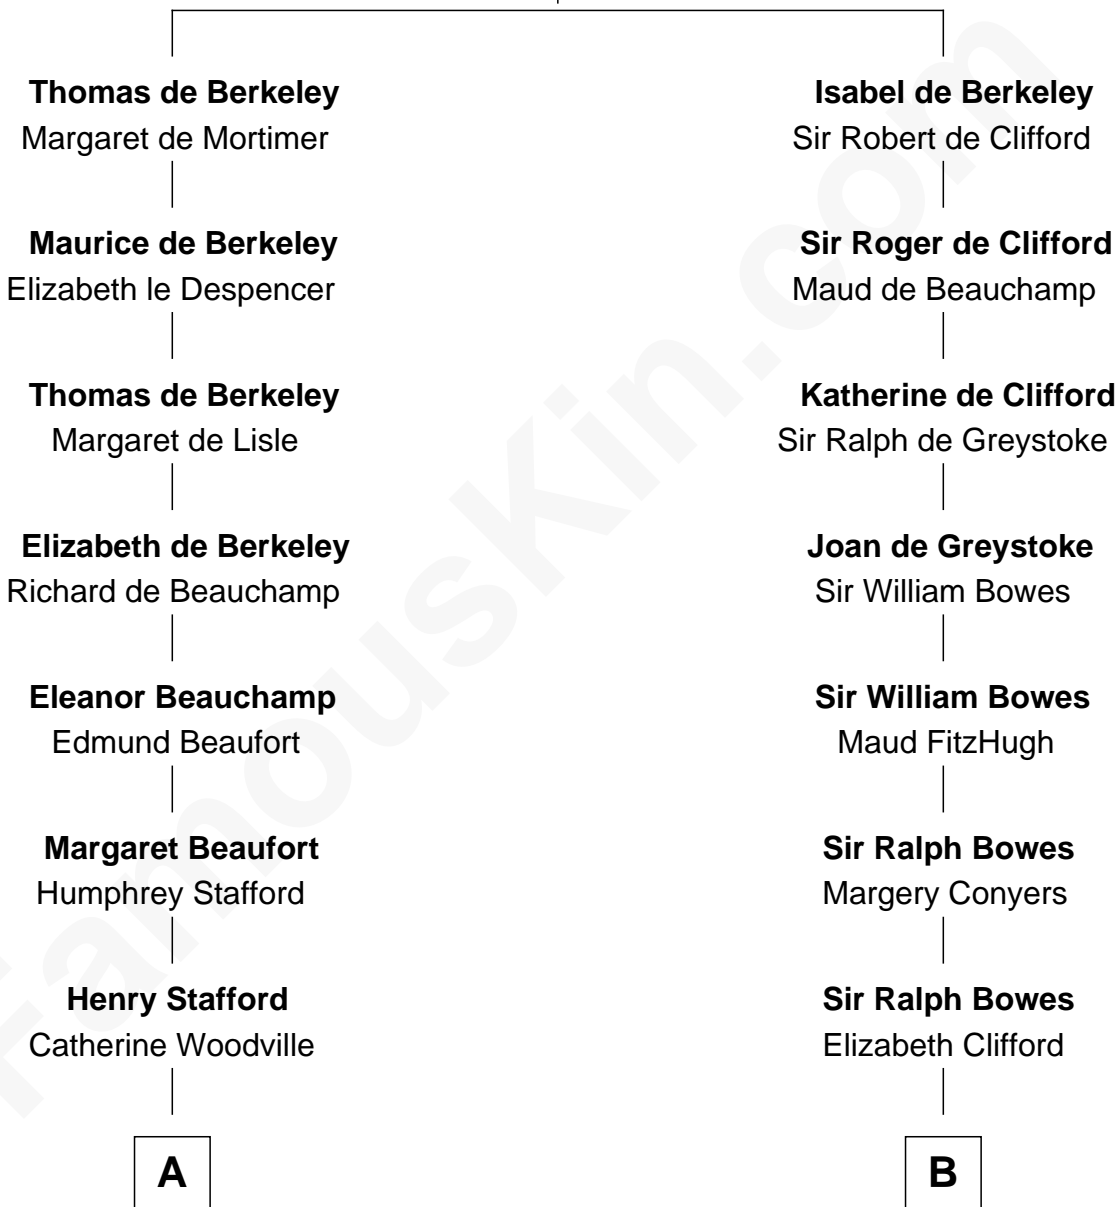 Thomas de Berkeley
Margaret de Mortimer
Maurice de Berkeley
Elizabeth le Despencer
Thomas de Berkeley
Margaret de Lisle
Elizabeth de Berkeley
Richard de Beauchamp
Eleanor Beauchamp
Edmund Beaufort
Margaret Beaufort
Humphrey Stafford
Henry Stafford
Catherine Woodville
A
Isabel de Berkeley
Sir Robert de Clifford
Sir Roger de Clifford
Maud de Beauchamp
Katherine de Clifford
Sir Ralph de Greystoke
Joan de Greystoke
Sir William Bowes
Sir William Bowes
Maud FitzHugh
Sir Ralph Bowes
Margery Conyers
Sir Ralph Bowes
Elizabeth Clifford
B
FamousKin.com